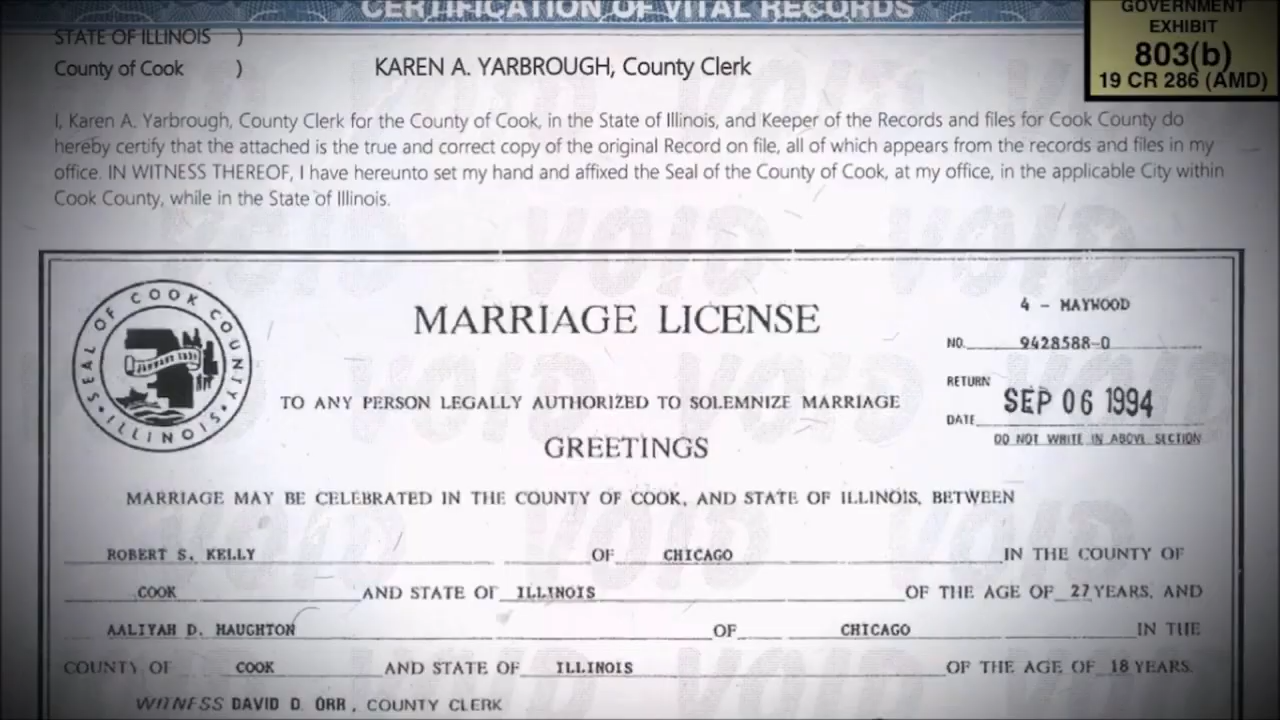 CERTIFICATION OF VITAL RECORDS
GOVERNMENT
EXHIBIT
803(b)
19 CR 286 (AMD)
STATE OF ILLINOIS )
County of Cook )
KAREN A. YARBROUGH, County Clerk
I, Karen A. Yarbrough, County Clerk for the County of Cook, in the State of Illinois, and Keeper of the Records and files for Cook County do
hereby certify that the attached is the true and correct copy of the original Record on file, all of which appears from the records and files in my
office. IN WITNESS THEREOF, I have hereunto set my hand and affixed the Seal of the County of Cook, at my office, in the applicable City within
Cook County, while in the State of Illinois.
SEAL OF COOK COUNTY ILLINOIS
MARRIAGE LICENSE
4 - MAYWOOD
NO. 9428588-0
RETURN
DATE SEP 06 1994
DO NOT WRITE IN ABOVE SECTION
TO ANY PERSON LEGALLY AUTHORIZED TO SOLEMNIZE MARRIAGE
GREETINGS
MARRIAGE MAY BE CELEBRATED IN THE COUNTY OF COOK, AND STATE OF ILLINOIS, BETWEEN
ROBERT S. KELLY OF CHICAGO IN THE COUNTY OF
COOK AND STATE OF ILLINOIS OF THE AGE OF 27 YEARS, AND
AALIYAH D. HAUGHTON OF CHICAGO IN THE
COUNTY OF COOK AND STATE OF ILLINOIS OF THE AGE OF 18 YEARS.
WITNESS DAVID D. ORR, COUNTY CLERK